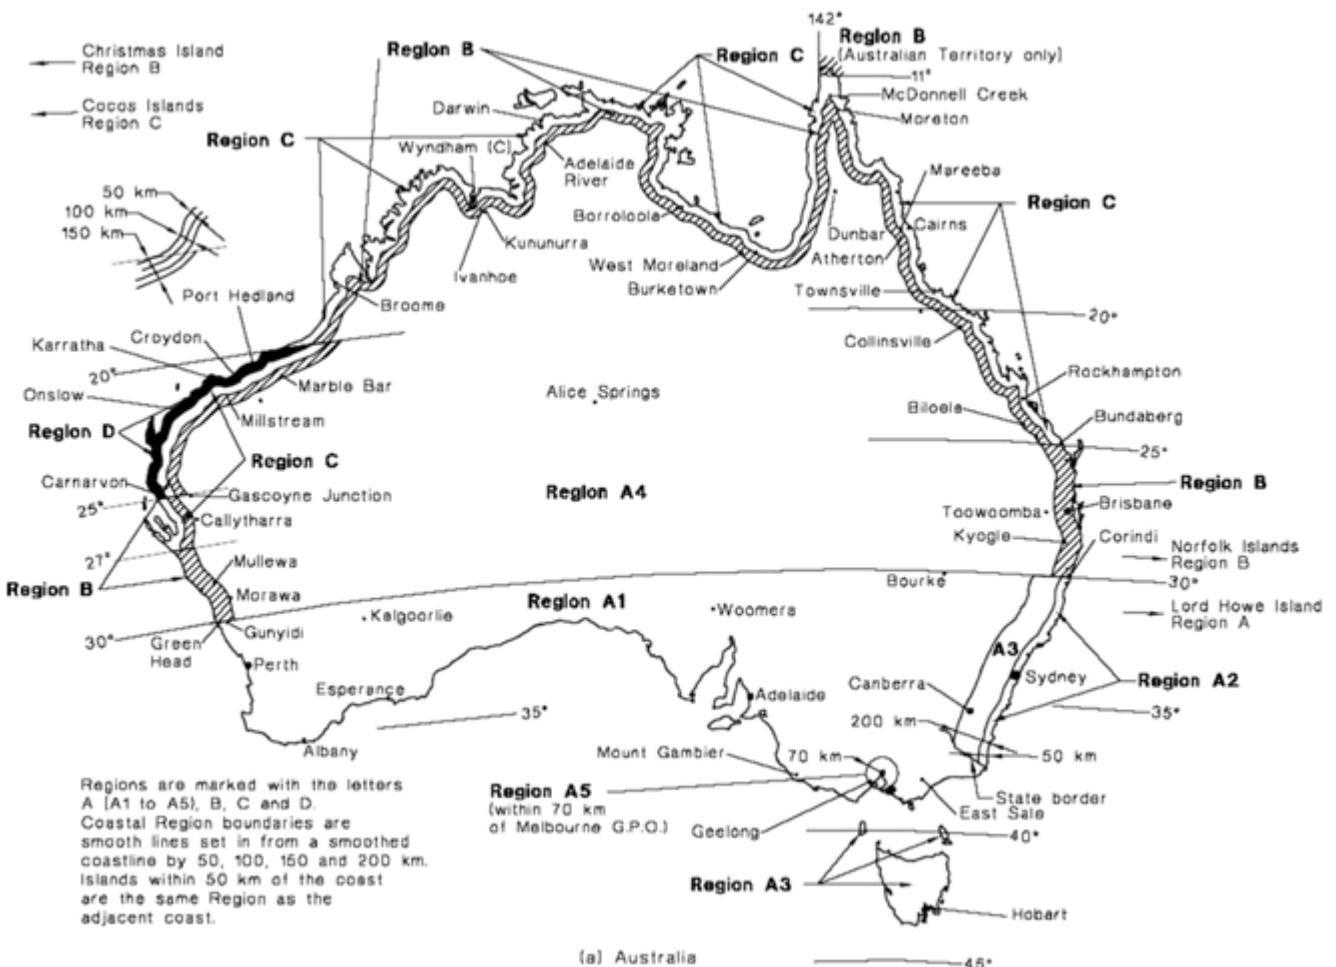 142°
Region B
(Australian Territory only)
11°
Region B
Region C
Christmas Island
Region B
Cocos Islands
Region C
McDonnell Creek
Moreton
Darwin
Region C
Wyndham (C)
Adelaide
River
Mareeba
50 km
100 km
150 km
Region C
Borroloola
Dunbar
Cairns
Kununurra
Atherton
West Moreland
Ivanhoe
Burketown
Townsville
Port Hedland
Broome
20°
Croydon
Collinsville
Karratha
20°
Marble Bar
Rockhampton
Onslow
Alice Springs
Biloela
Millstream
Bundaberg
Region D
25°
Region C
Carnarvon
Region B
Gascoyne Junction
Region A4
25°
Brisbane
Callytharra
Toowoomba
Kyogle
Corindi
27°
Norfolk Islands
Region B
Mullewa
Region B
Bourke
30°
Morawa
Region A1
Woomera
Lord Howe Island
Region A
Kalgoorlie
30°
Gunyidi
Green
Head
A3
Perth
Sydney
Region A2
Esperance
Adelaide
Canberra
35°
35°
200 km
Albany
Mount Gambier
70 km
50 km
Region A5
(within 70 km
of Melbourne G.P.O.)
State border
East Sale
Geelong
40°
Regions are marked with the letters
A (A1 to A5), B, C and D.
Coastal Region boundaries are
smooth lines set in from a smoothed
coastline by 50, 100, 150 and 200 km.
Islands within 50 km of the coast
are the same Region as the
adjacent coast.
Region A3
Hobart
(a) Australia
45°